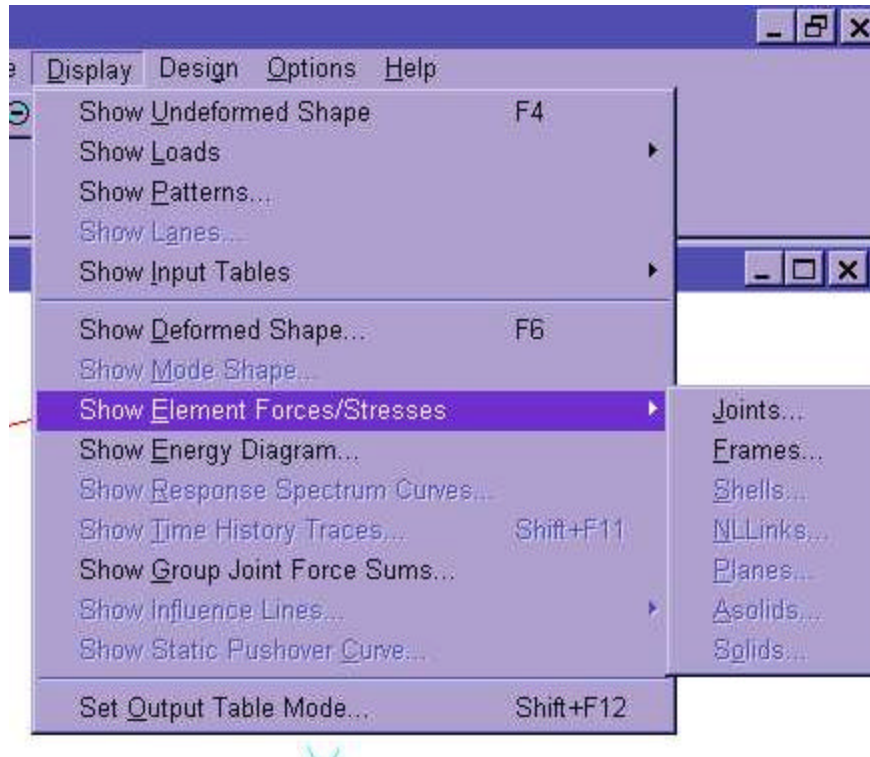 Display Design Options Help
Show Undeformed Shape F4
Show Loads
Show Patterns...
Show Lanes...
Show Input Tables
Show Deformed Shape... F6
Show Mode Shape...
Show Element Forces/Stresses
Joints...
Frames...
Shells...
NLLinks...
Planes...
Asolids...
Solids...
Show Energy Diagram...
Show Response Spectrum Curves...
Show Time History Traces... Shift+F11
Show Group Joint Force Sums...
Show Influence Lines...
Show Static Pushover Curve...
Set Output Table Mode... Shift+F12